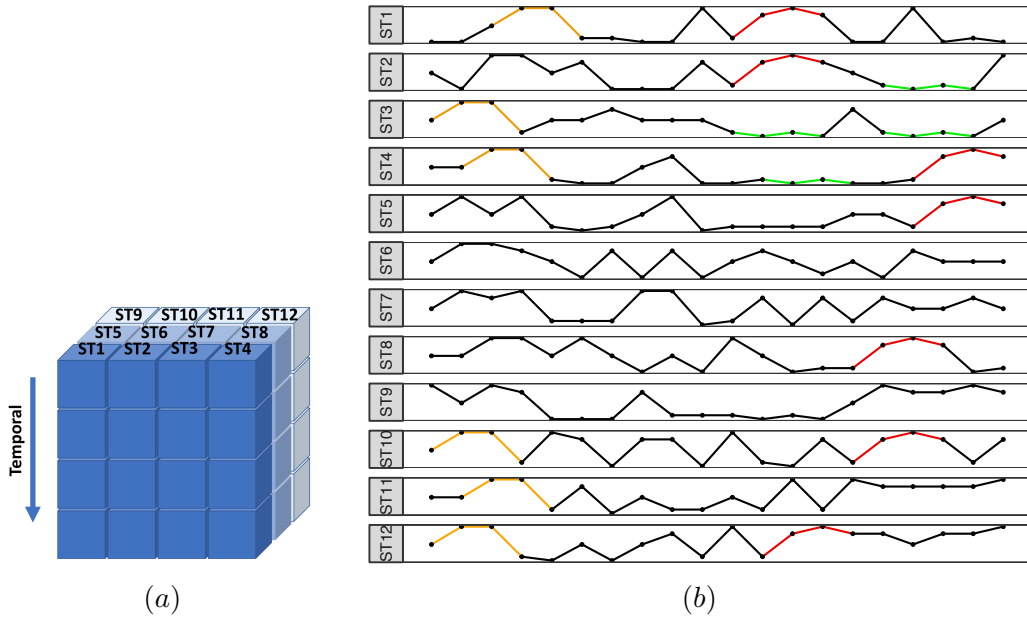 ST9 ST10 ST11 ST12
ST5 ST6 ST7 ST8
ST1 ST2 ST3 ST4
Temporal
(a)
ST1
ST2
ST3
ST4
ST5
ST6
ST7
ST8
ST9
ST10
ST11
ST12
(b)